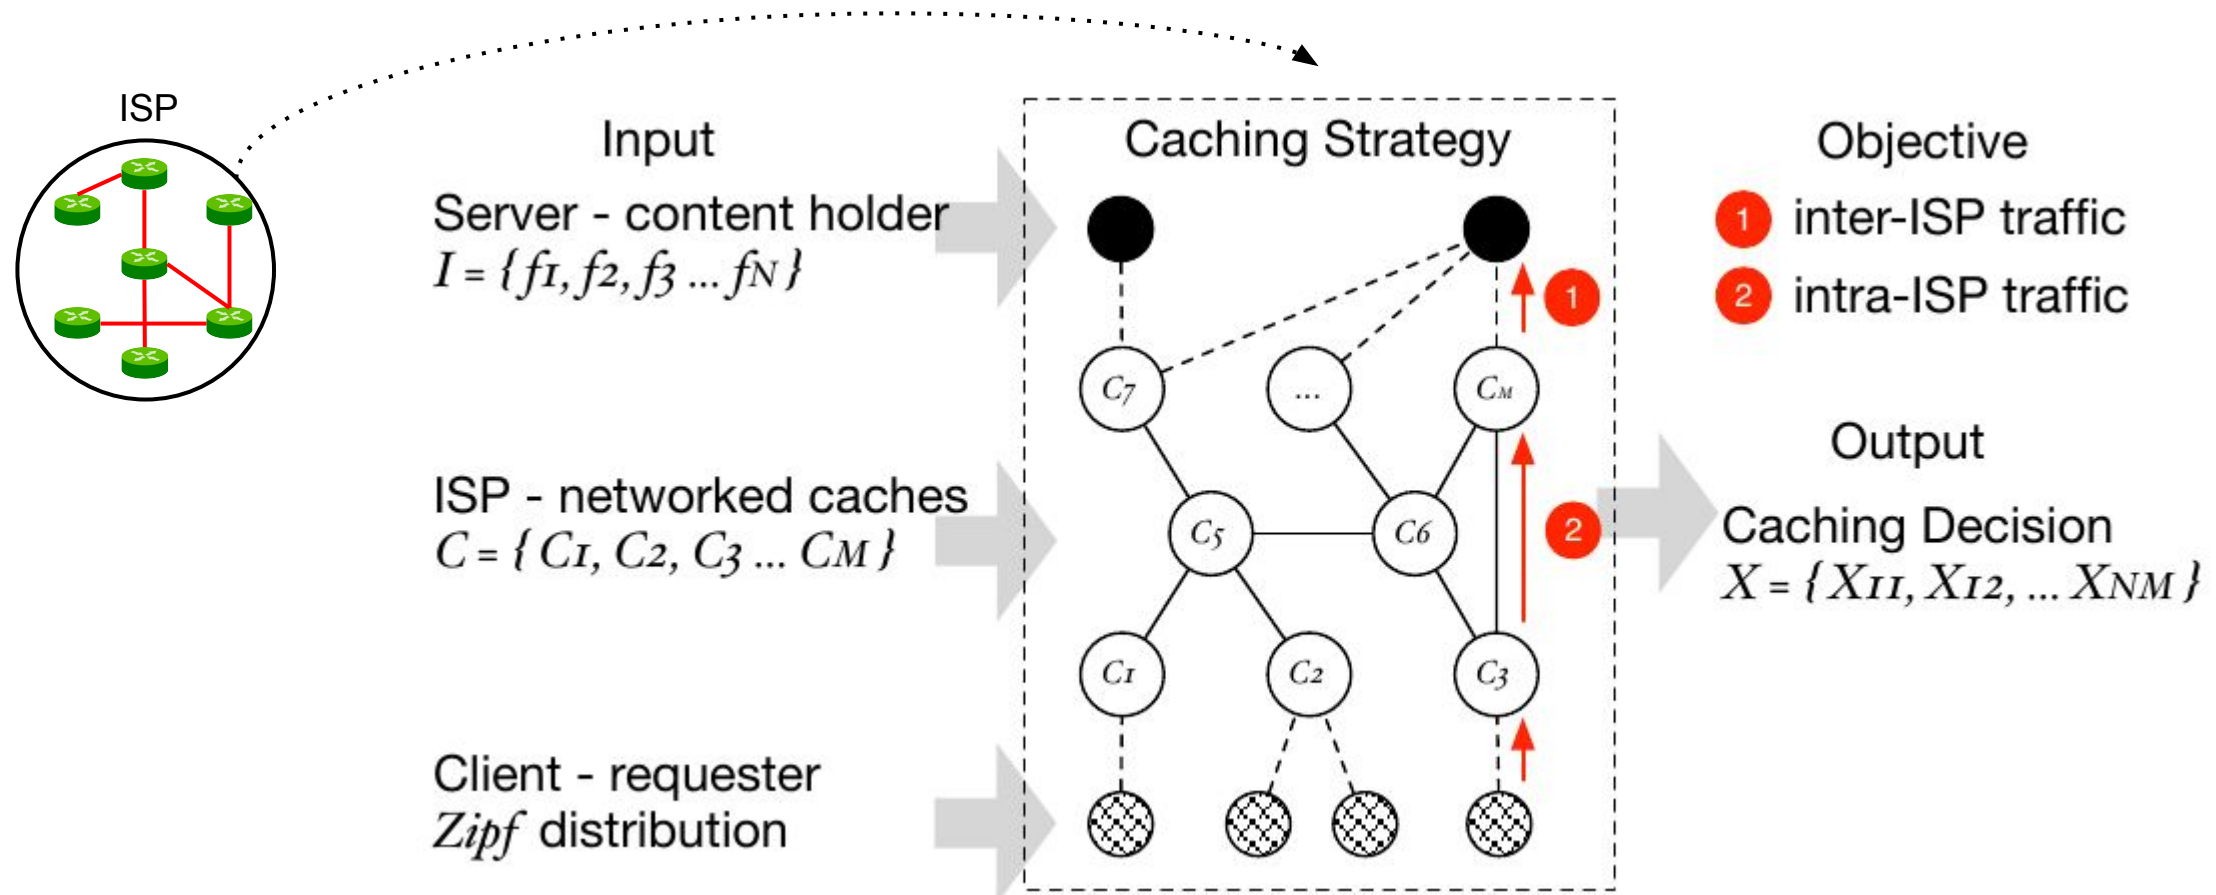 ISP
Input
Server - content holder
I = { f1, f2, f3 ... fN }
ISP - networked caches
C = { C1, C2, C3 ... CM }
Client - requester
Zipf distribution
Caching Strategy
1
C7
...
CM
C5
C6
2
C1
C2
C3
Objective
1 inter-ISP traffic
2 intra-ISP traffic
Output
Caching Decision
X = { X11, X12, ... XNM }